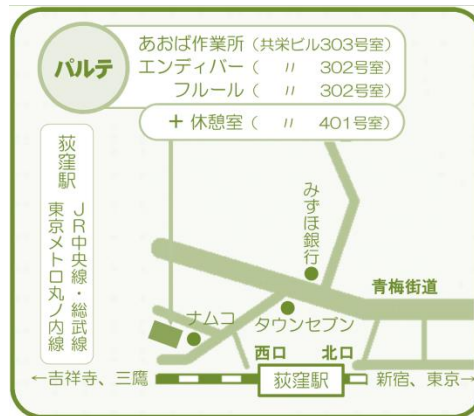 パルテ
あおば作業所（共栄ビル303号室）
エンディバー（　〃　302号室）
フルール（　〃　302号室）
＋休憩室（　〃　401号室）
荻窪駅
ＪＲ中央線・総武線
東京メトロ丸ノ内線
みずほ銀行
青梅街道
ナムコ
タウンセブン
西口
北口
←吉祥寺、三鷹
荻窪駅
新宿、東京→